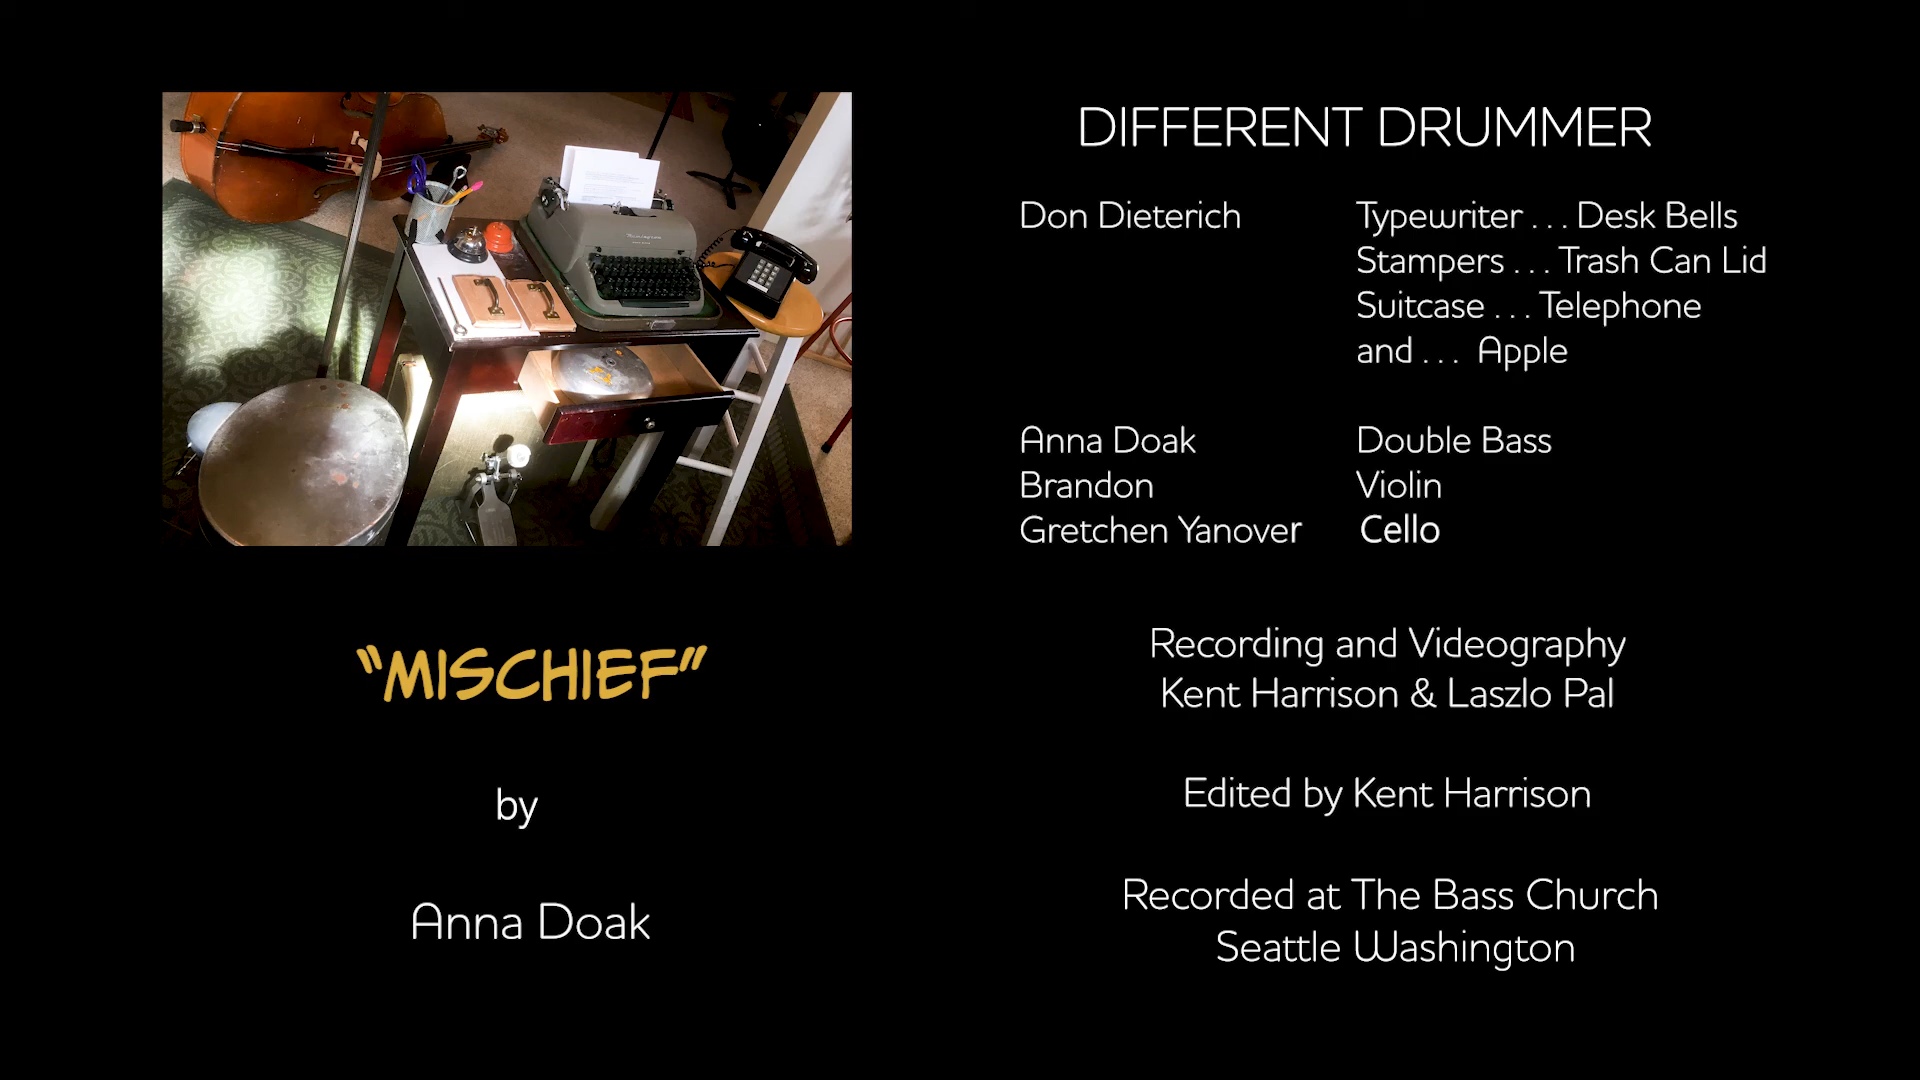 DIFFERENT DRUMMER
Don Dieterich Typewriter . . . Desk Bells
Stampers . . . Trash Can Lid
Suitcase . . . Telephone
and . . . Apple
Anna Doak Double Bass
Brandon Violin
Gretchen Yanover Cello
Recording and Videography
Kent Harrison & Laszlo Pal
Edited by Kent Harrison
Recorded at The Bass Church
Seattle Washington
“MISCHIEF”
by
Anna Doak